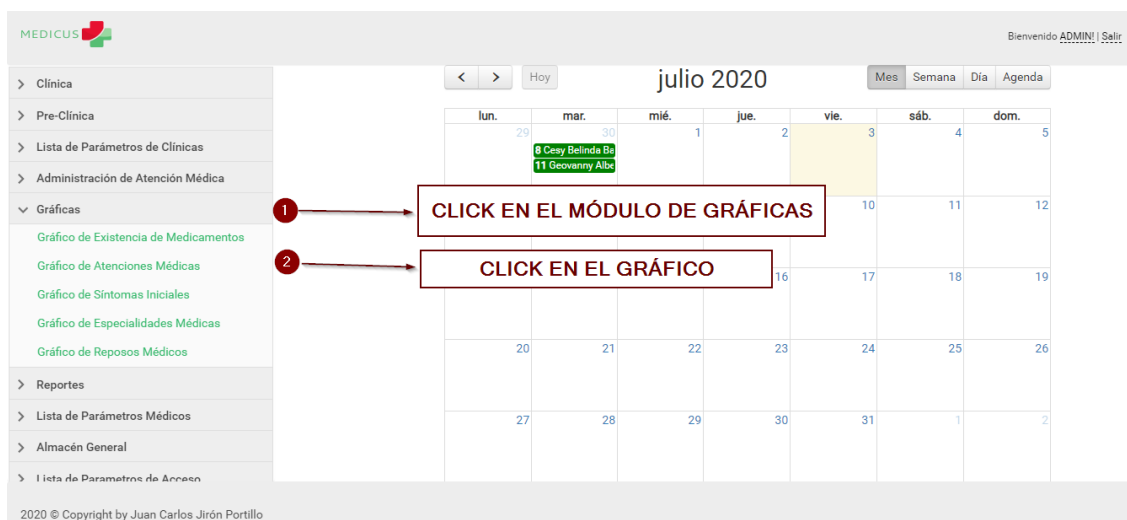 MEDICUS
Bienvenido ADMIN! | Salir
Clínica
Pre-Clínica
Lista de Parámetros de Clínicas
Administración de Atención Médica
Gráficas
Gráfico de Existencia de Medicamentos
Gráfico de Atenciones Médicas
Gráfico de Síntomas Iniciales
Gráfico de Especialidades Médicas
Gráfico de Reposos Médicos
Reportes
Lista de Parámetros Médicos
Almacén General
Lista de Parametros de Acceso
Hoy julio 2020 Mes Semana Día Agenda
lun. mar. mié. jue. vie. sáb. dom.
29 30 1 2 3 4 5
8 Cesy Belinda Ba
11 Geovanny Albe
1 CLICK EN EL MÓDULO DE GRÁFICAS 10 11 12
2 CLICK EN EL GRÁFICO 16 17 18 19
20 21 22 23 24 25 26
27 28 29 30 31 1 2
2020 © Copyright by Juan Carlos Jirón Portillo